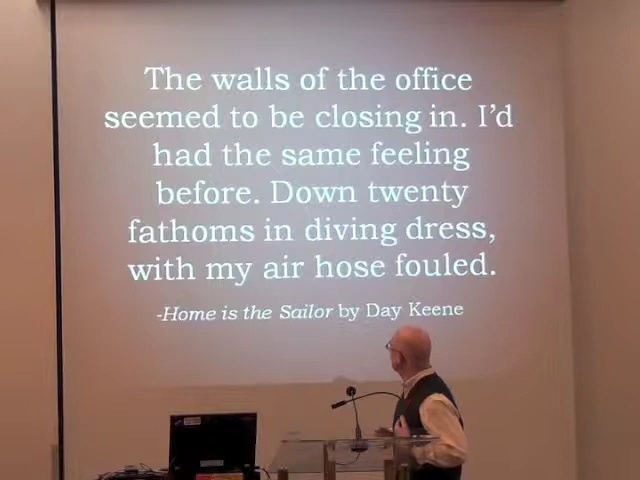 The walls of the office
seemed to be closing in. I'd
had the same feeling
before. Down twenty
fathoms in diving dress,
with my air hose fouled.
-Home is the Sailor by Day Keene